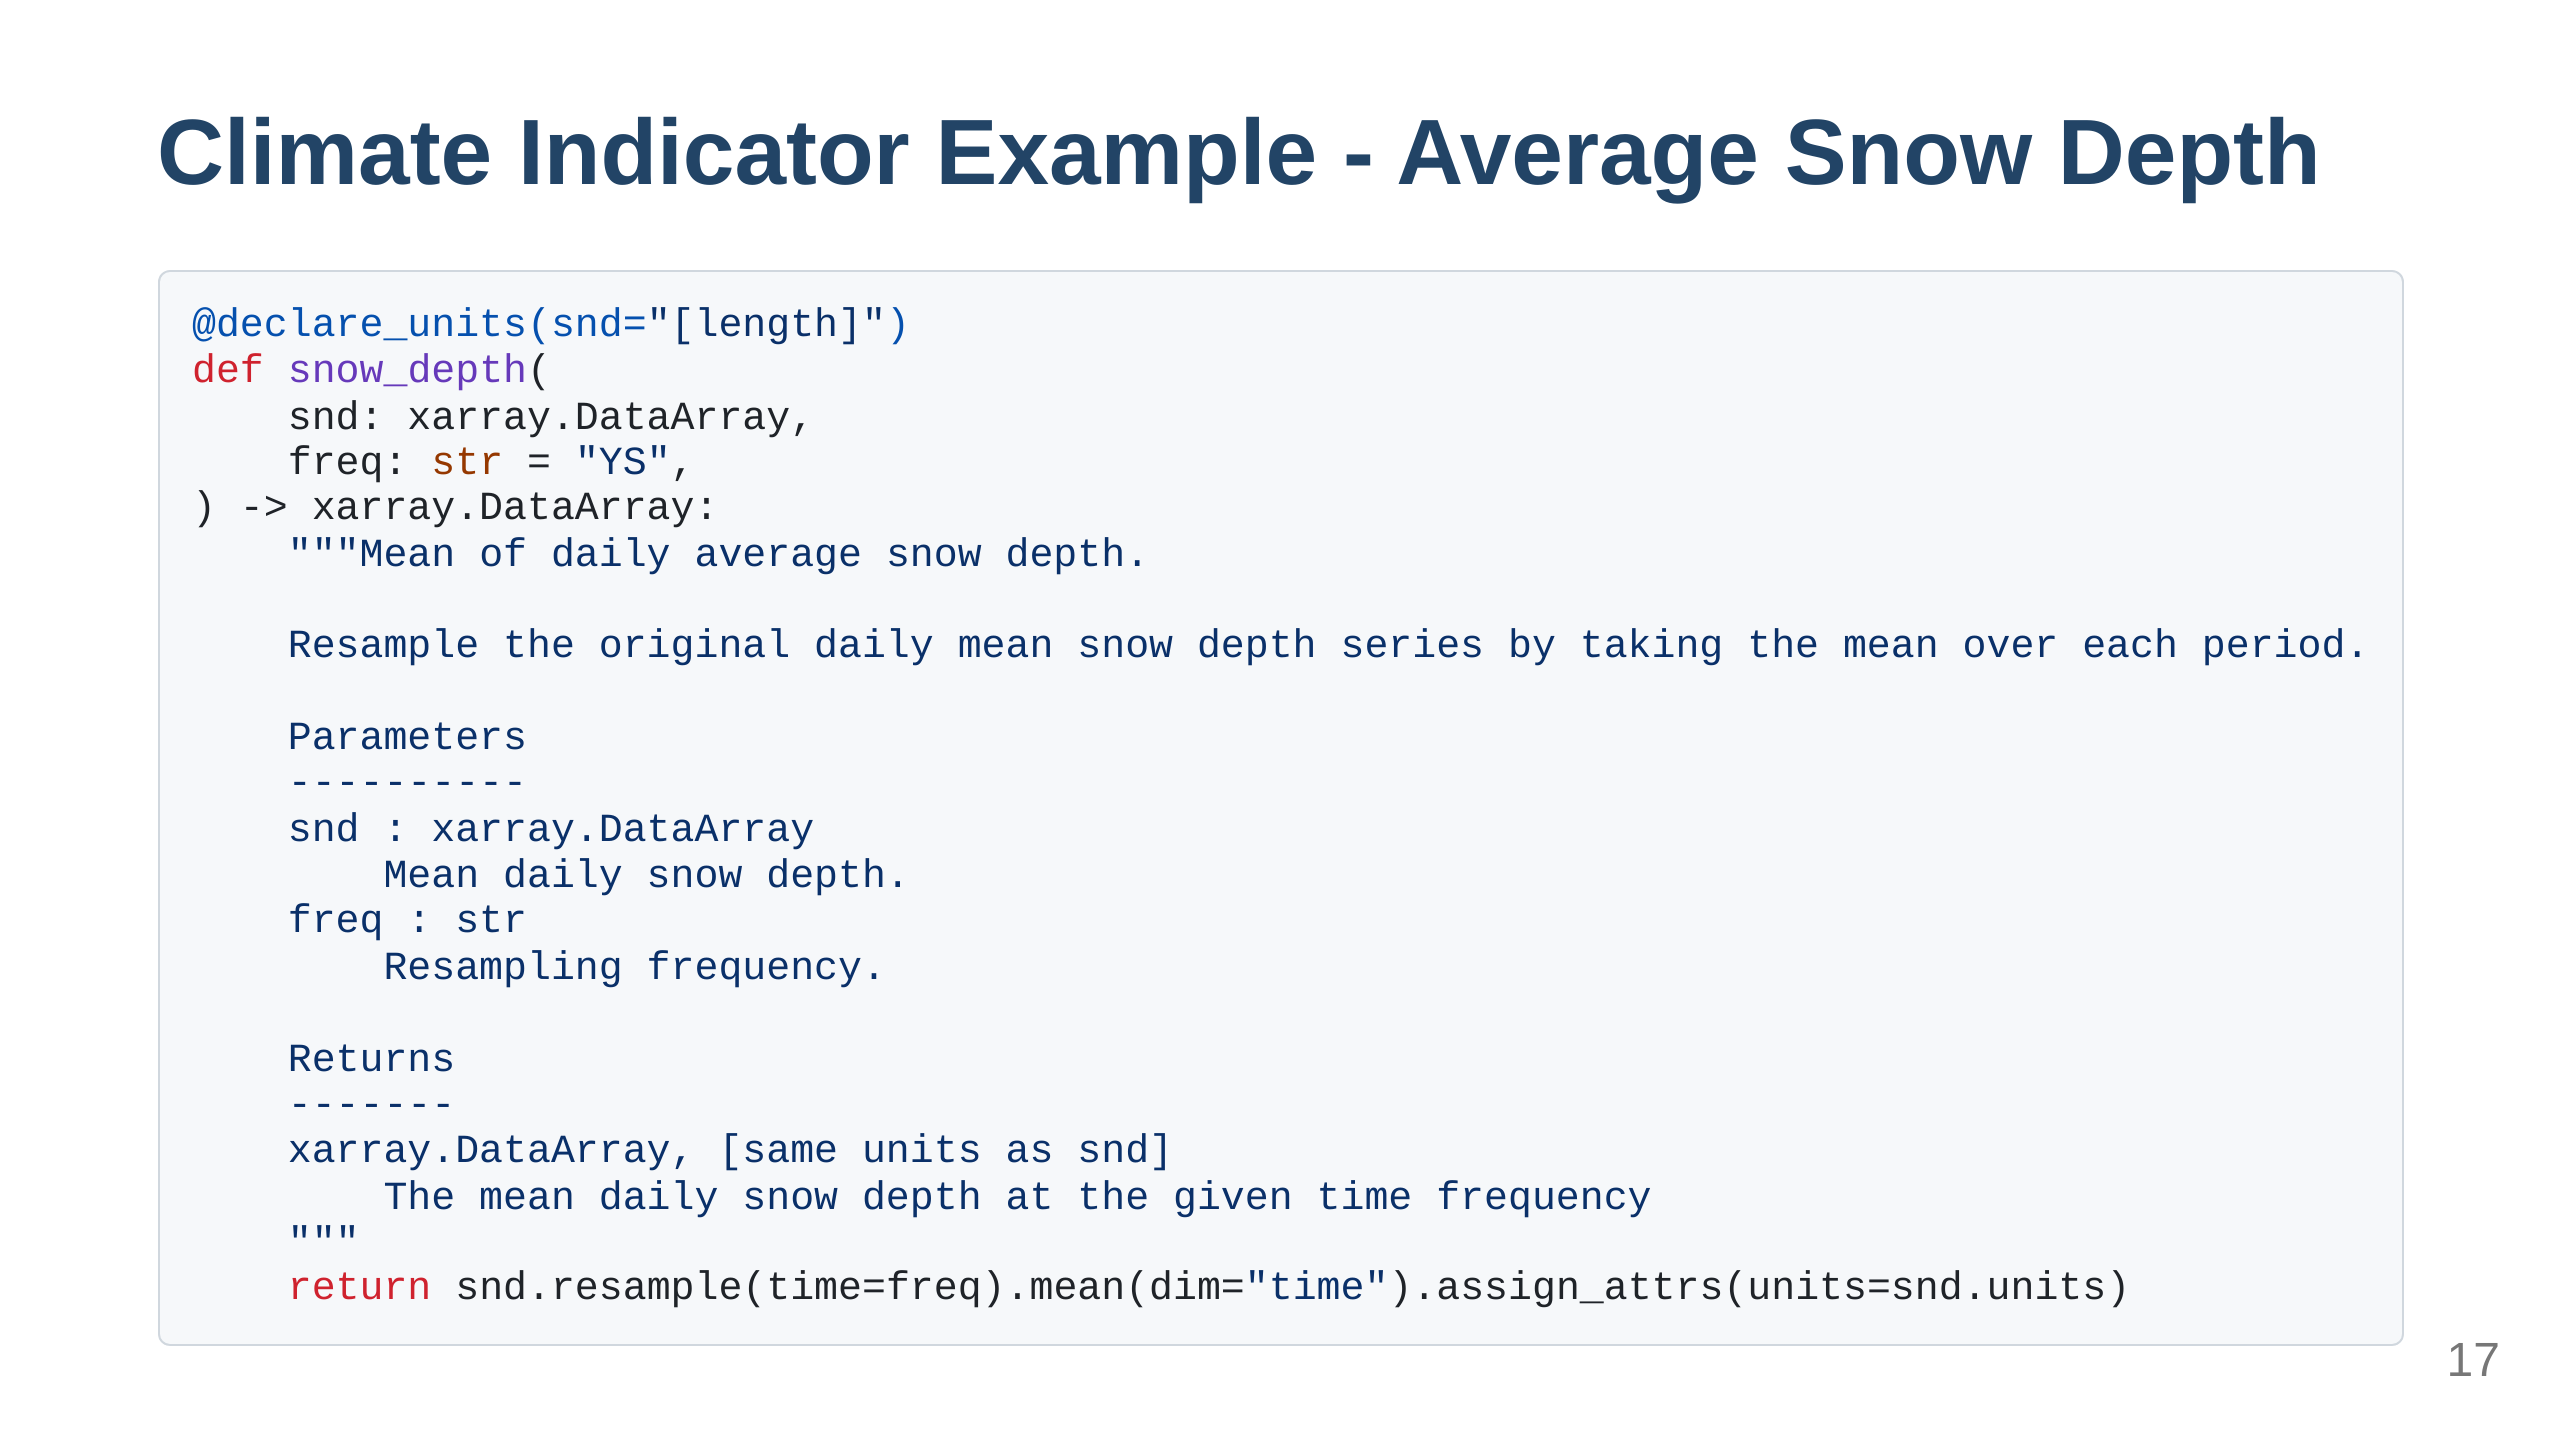 Climate Indicator Example - Average Snow Depth
@declare_units(snd="[length]")
def snow_depth(
    snd: xarray.DataArray,
    freq: str = "YS",
) -> xarray.DataArray:
    """Mean of daily average snow depth.

    Resample the original daily mean snow depth series by taking the mean over each period.

    Parameters
    ----------
    snd : xarray.DataArray
        Mean daily snow depth.
    freq : str
        Resampling frequency.

    Returns
    -------
    xarray.DataArray, [same units as snd]
        The mean daily snow depth at the given time frequency
    """
    return snd.resample(time=freq).mean(dim="time").assign_attrs(units=snd.units)
17